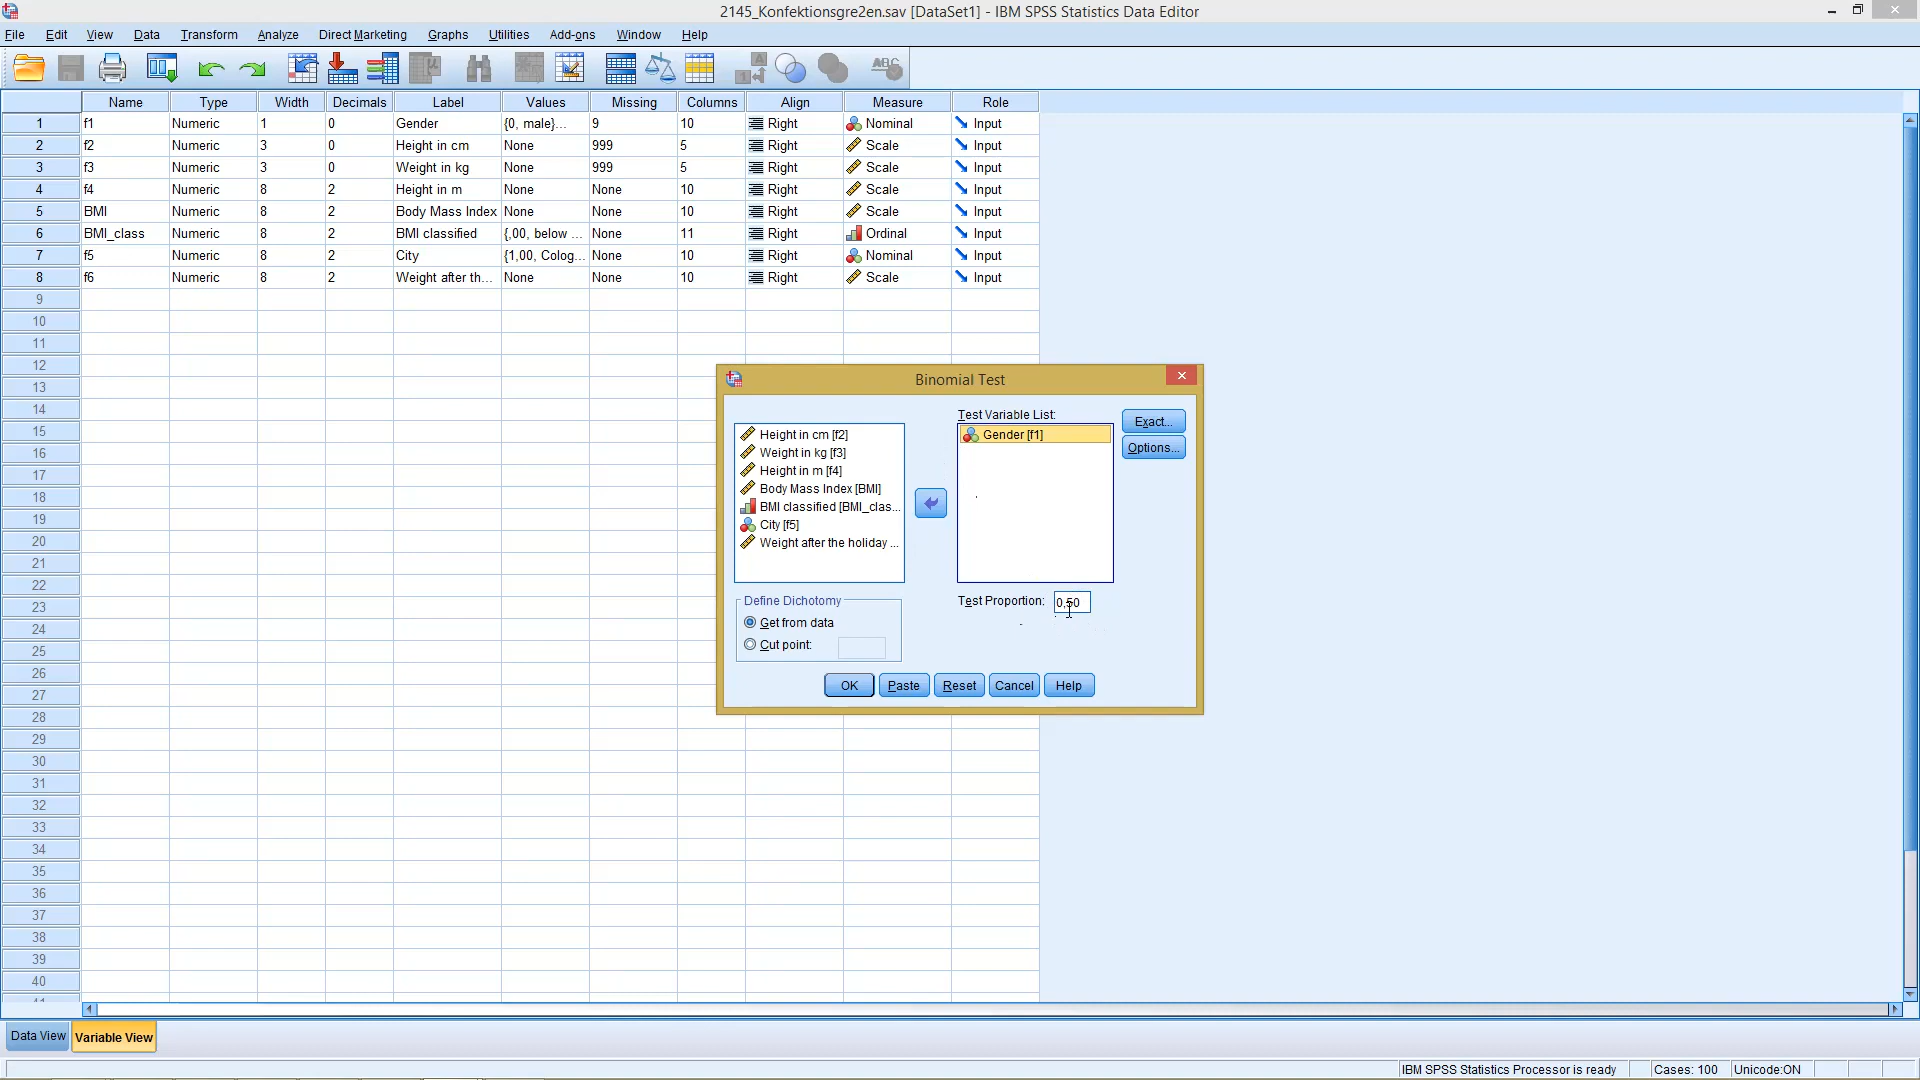 2145_Konfektionsgre2en.sav [DataSet1] - IBM SPSS Statistics Data Editor
File Edit View Data Transform Analyze Direct Marketing Graphs Utilities Add-ons Window Help
Name Type Width Decimals Label Values Missing Columns Align Measure Role
1 f1 Numeric 1 0 Gender {0, male}... 9 10 Right Nominal Input
2 f2 Numeric 3 0 Height in cm None 999 5 Right Scale Input
3 f3 Numeric 3 0 Weight in kg None 999 5 Right Scale Input
4 f4 Numeric 8 2 Height in m None None 10 Right Scale Input
5 BMI Numeric 8 2 Body Mass Index None None 10 Right Scale Input
6 BMI_class Numeric 8 2 BMI classified {,00, below ... None 11 Right Ordinal Input
7 f5 Numeric 8 2 City {1,00, Colog... None 10 Right Nominal Input
8 f6 Numeric 8 2 Weight after th... None None 10 Right Scale Input
9
10
11
12
13
14
15
16
17
18
19
20
21
22
23
24
25
26
27
28
29
30
31
32
33
34
35
36
37
38
39
40
Binomial Test
Test Variable List:
Height in cm [f2]
Weight in kg [f3]
Height in m [f4]
Body Mass Index [BMI]
BMI classified [BMI_clas...
City [f5]
Weight after the holiday ...
Gender [f1]
Exact...
Options...
Define Dichotomy
Get from data
Cut point:
Test Proportion: 0,50
OK Paste Reset Cancel Help
Data View Variable View
IBM SPSS Statistics Processor is ready Cases: 100 Unicode:ON